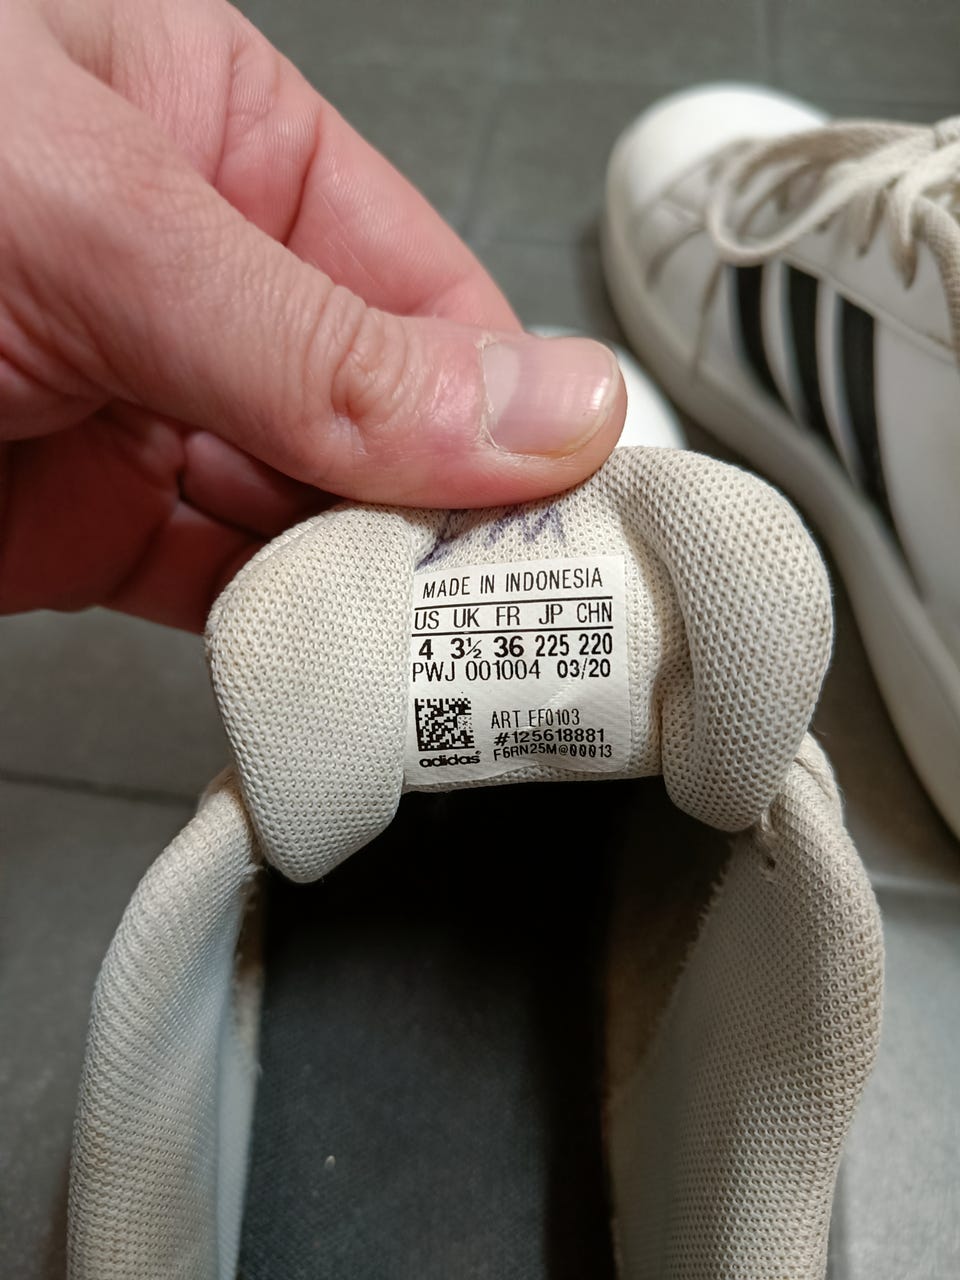 MADE IN INDONESIA
US UK FR JP CHN
4 3½ 36 225 220
PWJ 001004 03/20
ART EF0103
#125618881
F6RN25M@00013
adidas®